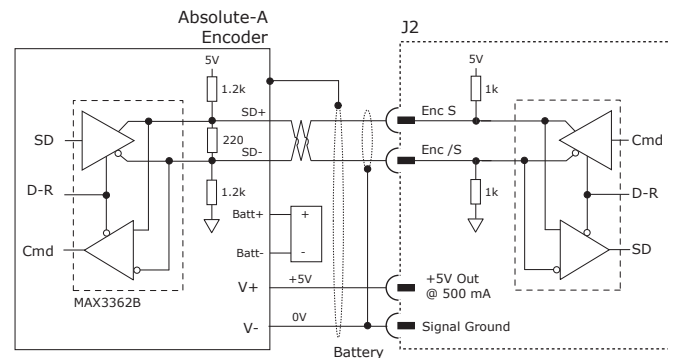 Absolute-A
Encoder
J2
5V
1.2k
SD+
220
SD-
1.2k
SD
D-R
Cmd
MAX3362B
Batt+
+
Batt-
-
V+
+5V
V-
0V
Battery
5V
1k
Enc S
Enc /S
1k
Cmd
D-R
SD
+5V Out
@ 500 mA
Signal Ground